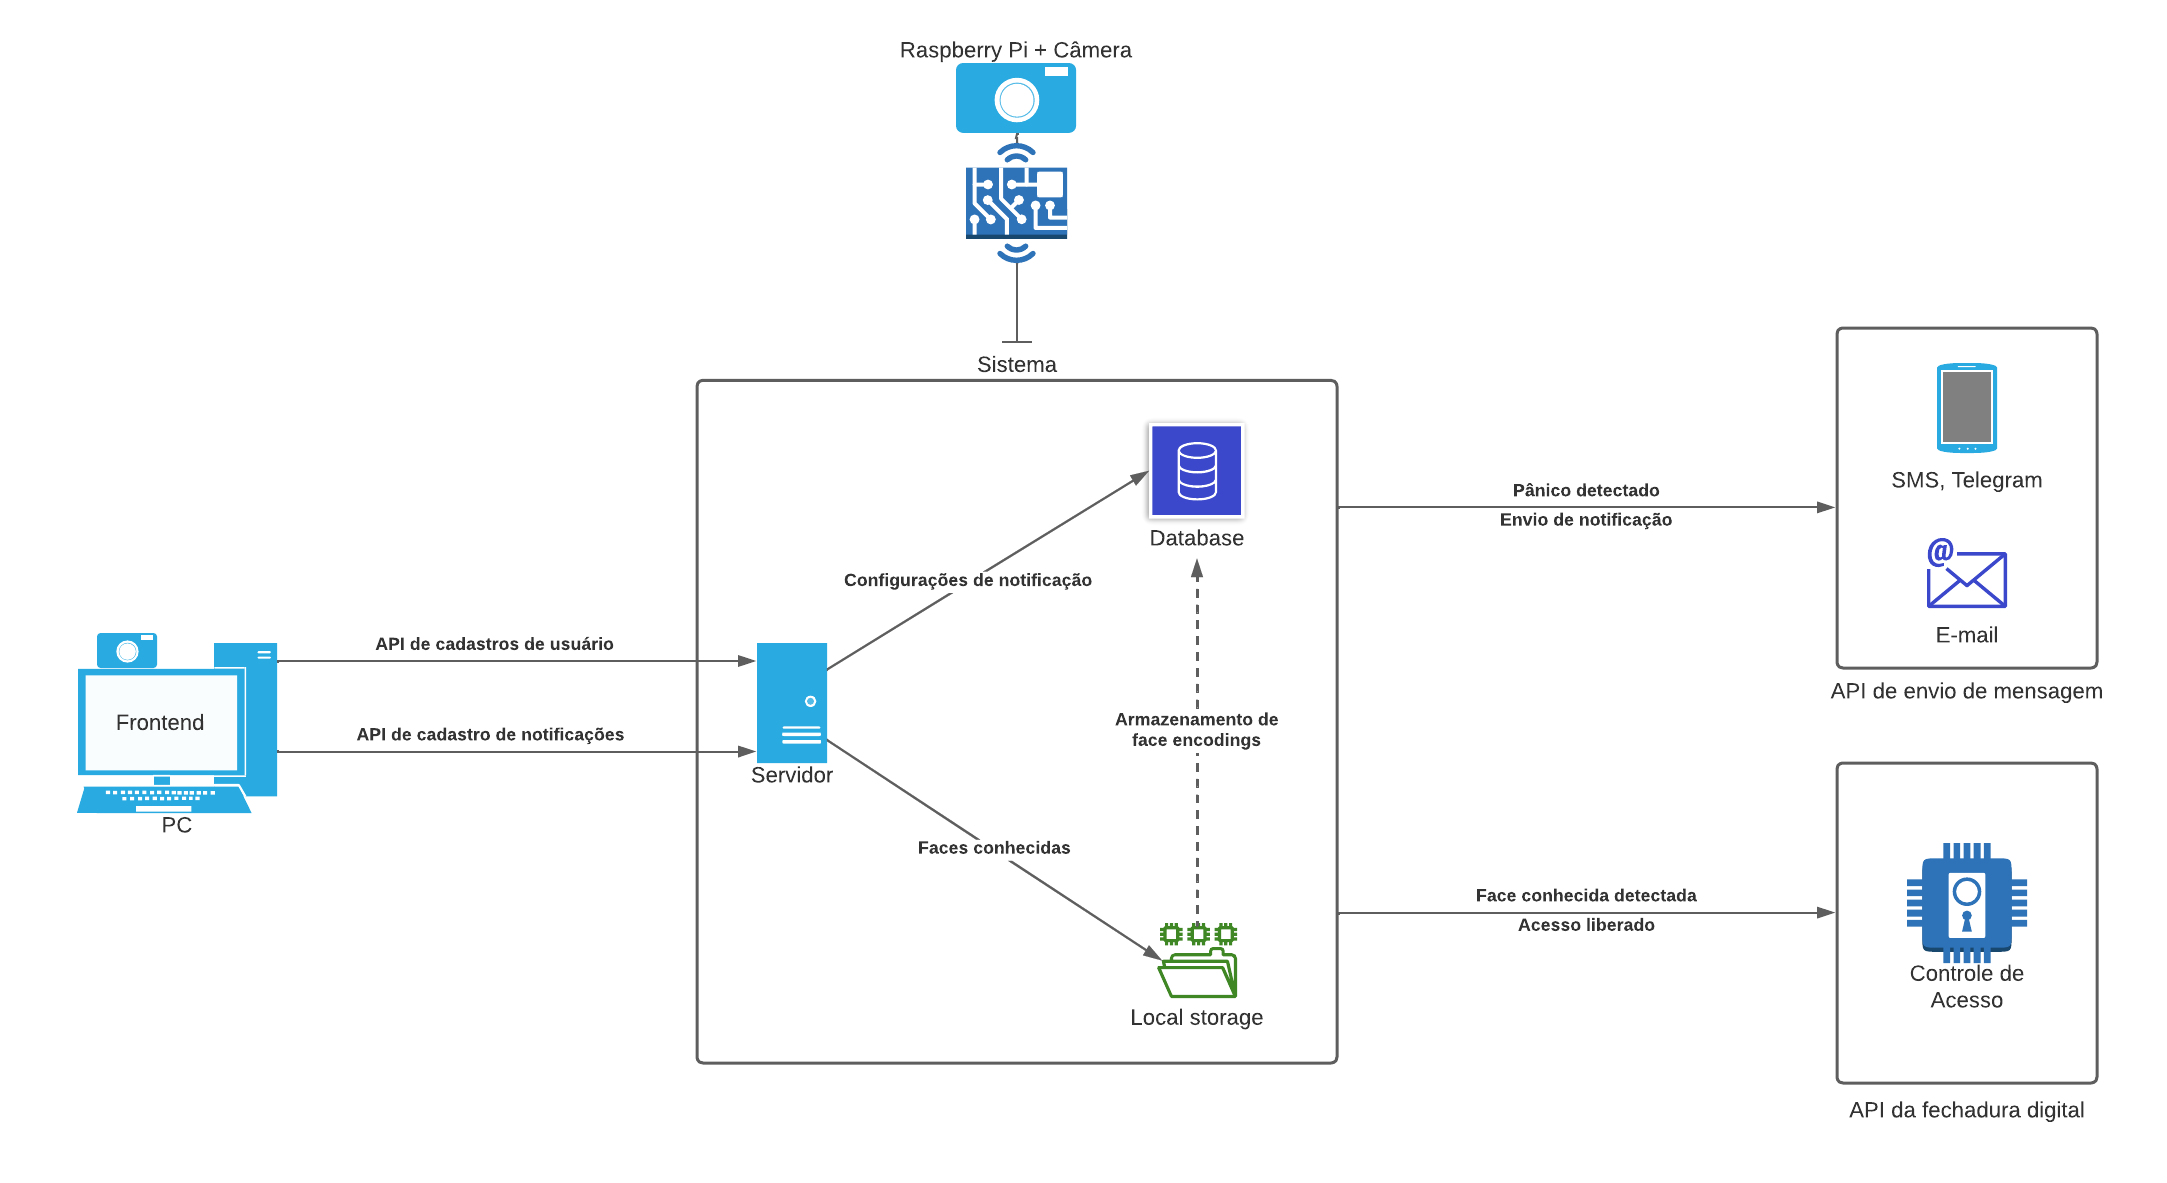 Raspberry Pi + Câmera
Sistema
Database
Configurações de notificação
API de cadastros de usuário
Frontend
API de cadastro de notificações
PC
Servidor
Armazenamento de
face encodings
Faces conhecidas
Local storage
Pânico detectado
Envio de notificação
SMS, Telegram
@
E-mail
API de envio de mensagem
Face conhecida detectada
Acesso liberado
Controle de
Acesso
API da fechadura digital